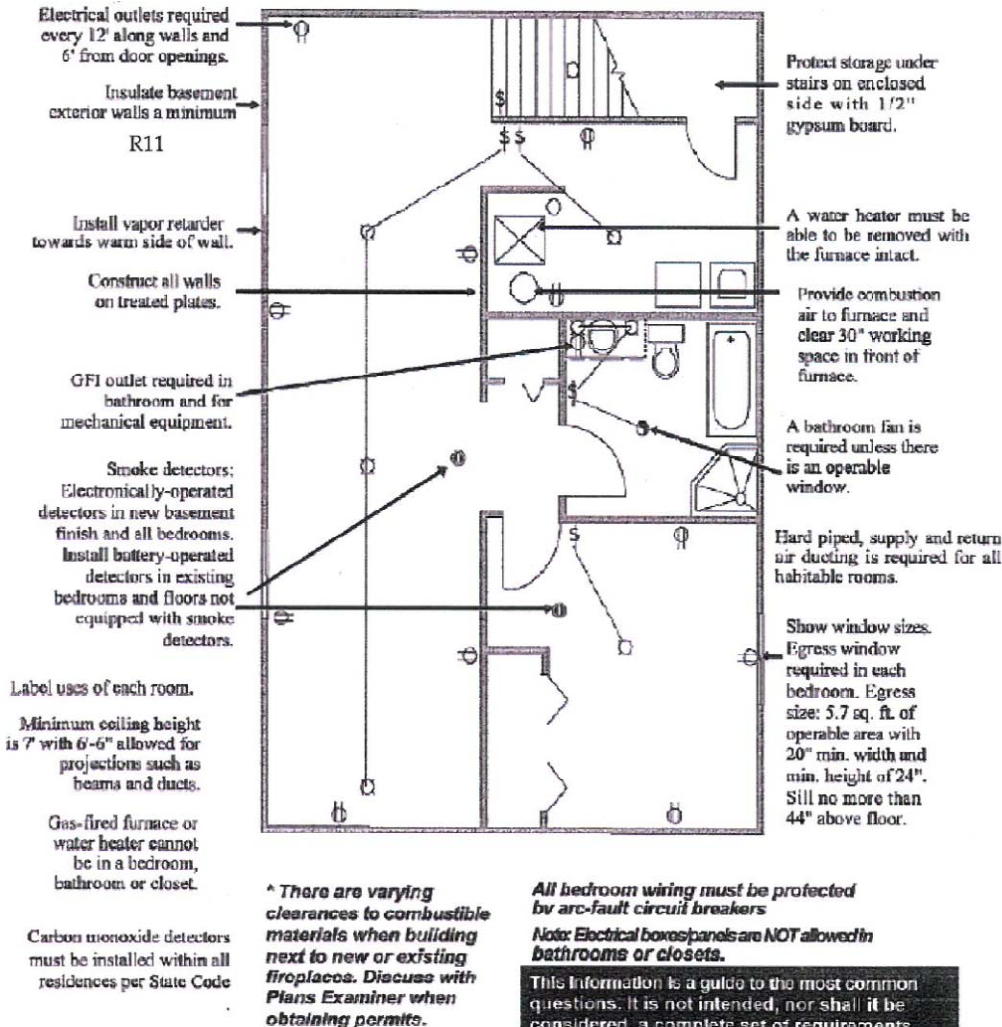 Electrical outlets required
every 12' along walls and
6' from door openings.
Insulate basement
exterior walls a minimum
R11
Install vapor retarder
towards warm side of wall.
Construct all walls
on treated plates.
GFI outlet required in
bathroom and for
mechanical equipment.
Smoke detectors:
Electronically-operated
detectors in new basement
finish and all bedrooms.
Install battery-operated
detectors in existing
bedrooms and floors not
equipped with smoke
detectors.
Label uses of each room.
Minimum ceiling height
is 7' with 6'-6" allowed for
projections such as
beams and ducts.
Gas-fired furnace or
water heater cannot
be in a bedroom,
bathroom or closet.
Carbon monoxide detectors
must be installed within all
residences per State Code
.
$
$ $
$
$
Protect storage under
stairs on enclosed
side with 1/2"
gypsum board.
A water heater must be
able to be removed with
the furnace intact.
Provide combustion
air to furnace and
clear 30" working
space in front of
furnace.
A bathroom fan is
required unless there
is an operable
window.
Hard piped, supply and return
air ducting is required for all
habitable rooms.
Show window sizes.
Egress window
required in each
bedroom. Egress
size: 5.7 sq. ft. of
operable area with
20" min. width and
min. height of 24".
Sill no more than
44" above floor.
* There are varying
clearances to combustible
materials when building
next to new or existing
fireplaces. Discuss with
Plans Examiner when
obtaining permits.
All bedroom wiring must be protected
by arc-fault circuit breakers
Note: Electrical boxes/panels are NOT allowed in
bathrooms or closets.
This Information is a guide to the most common
questions. It is not intended, nor shall it be
considered, a complete set of requirements